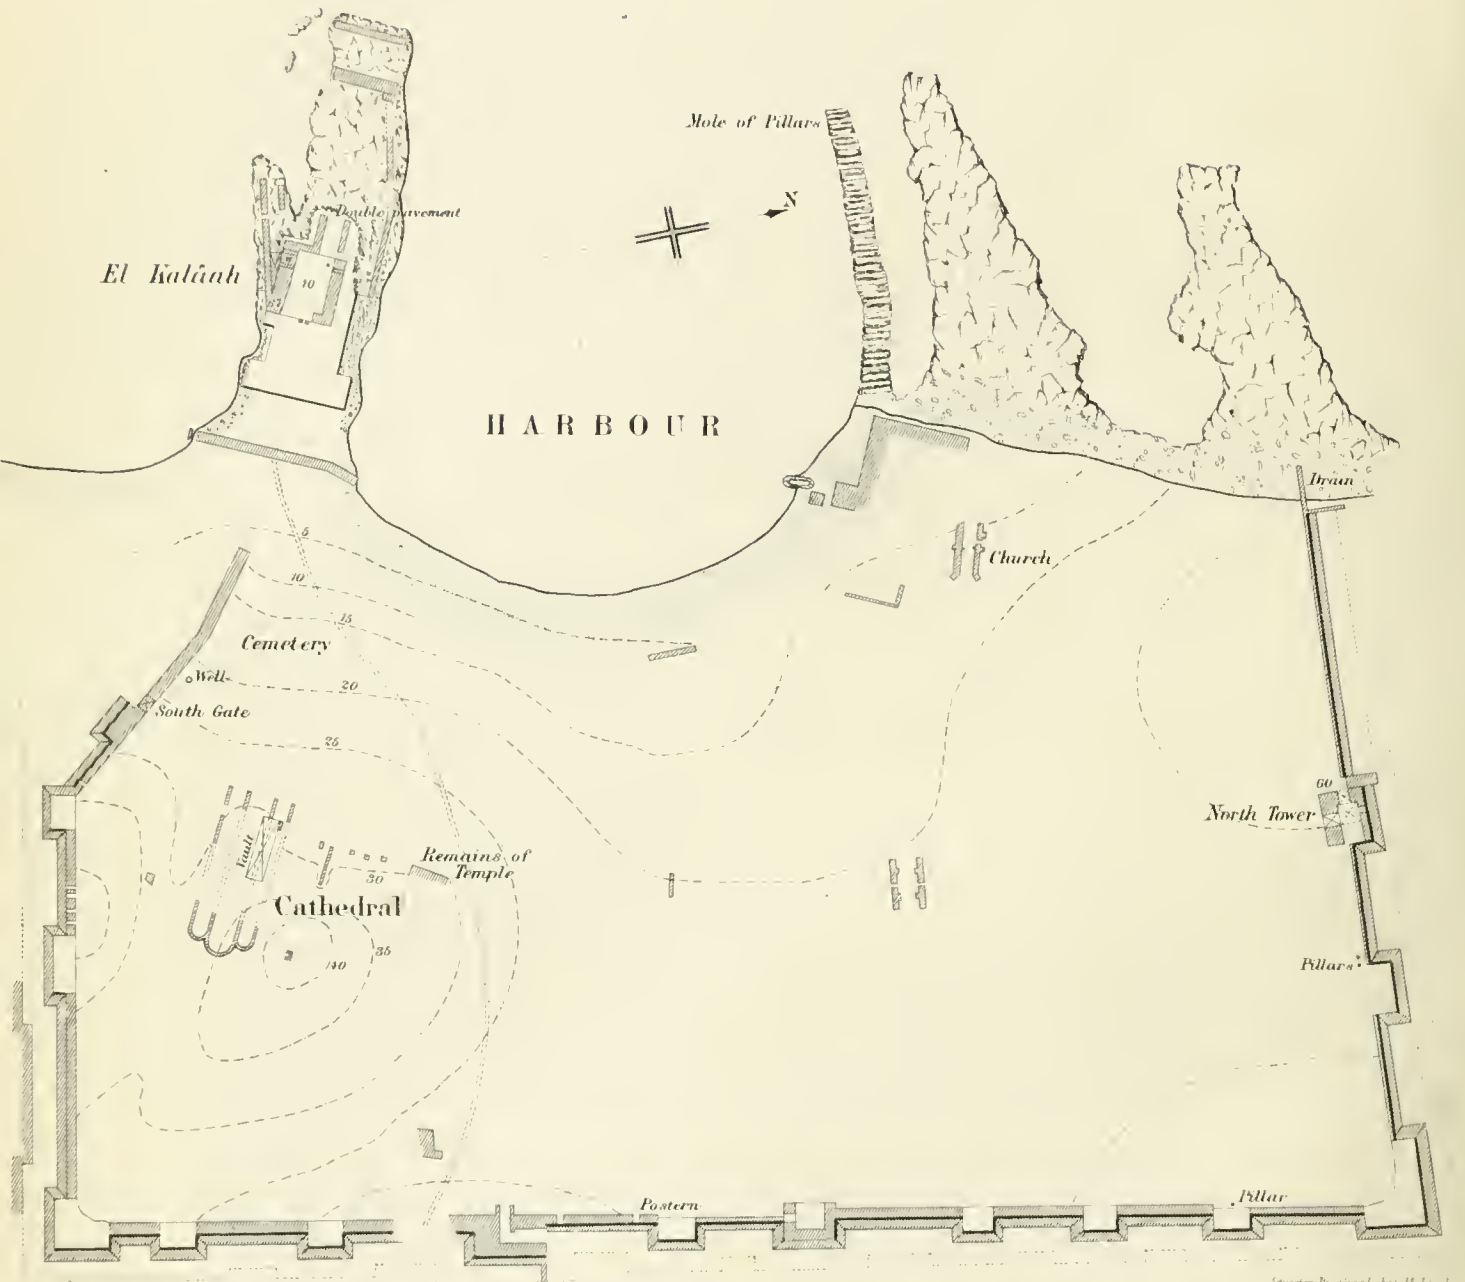 Mole of Pillars
N
Double pavement
El Kalâah
40
HARBOUR
Drain
5
Church
10
15
Cemetery
Well
20
South Gate
25
60
North Tower
Vault
Remains of
Temple
30
Cathedral
35
40
Pillars
Postern
Pillar